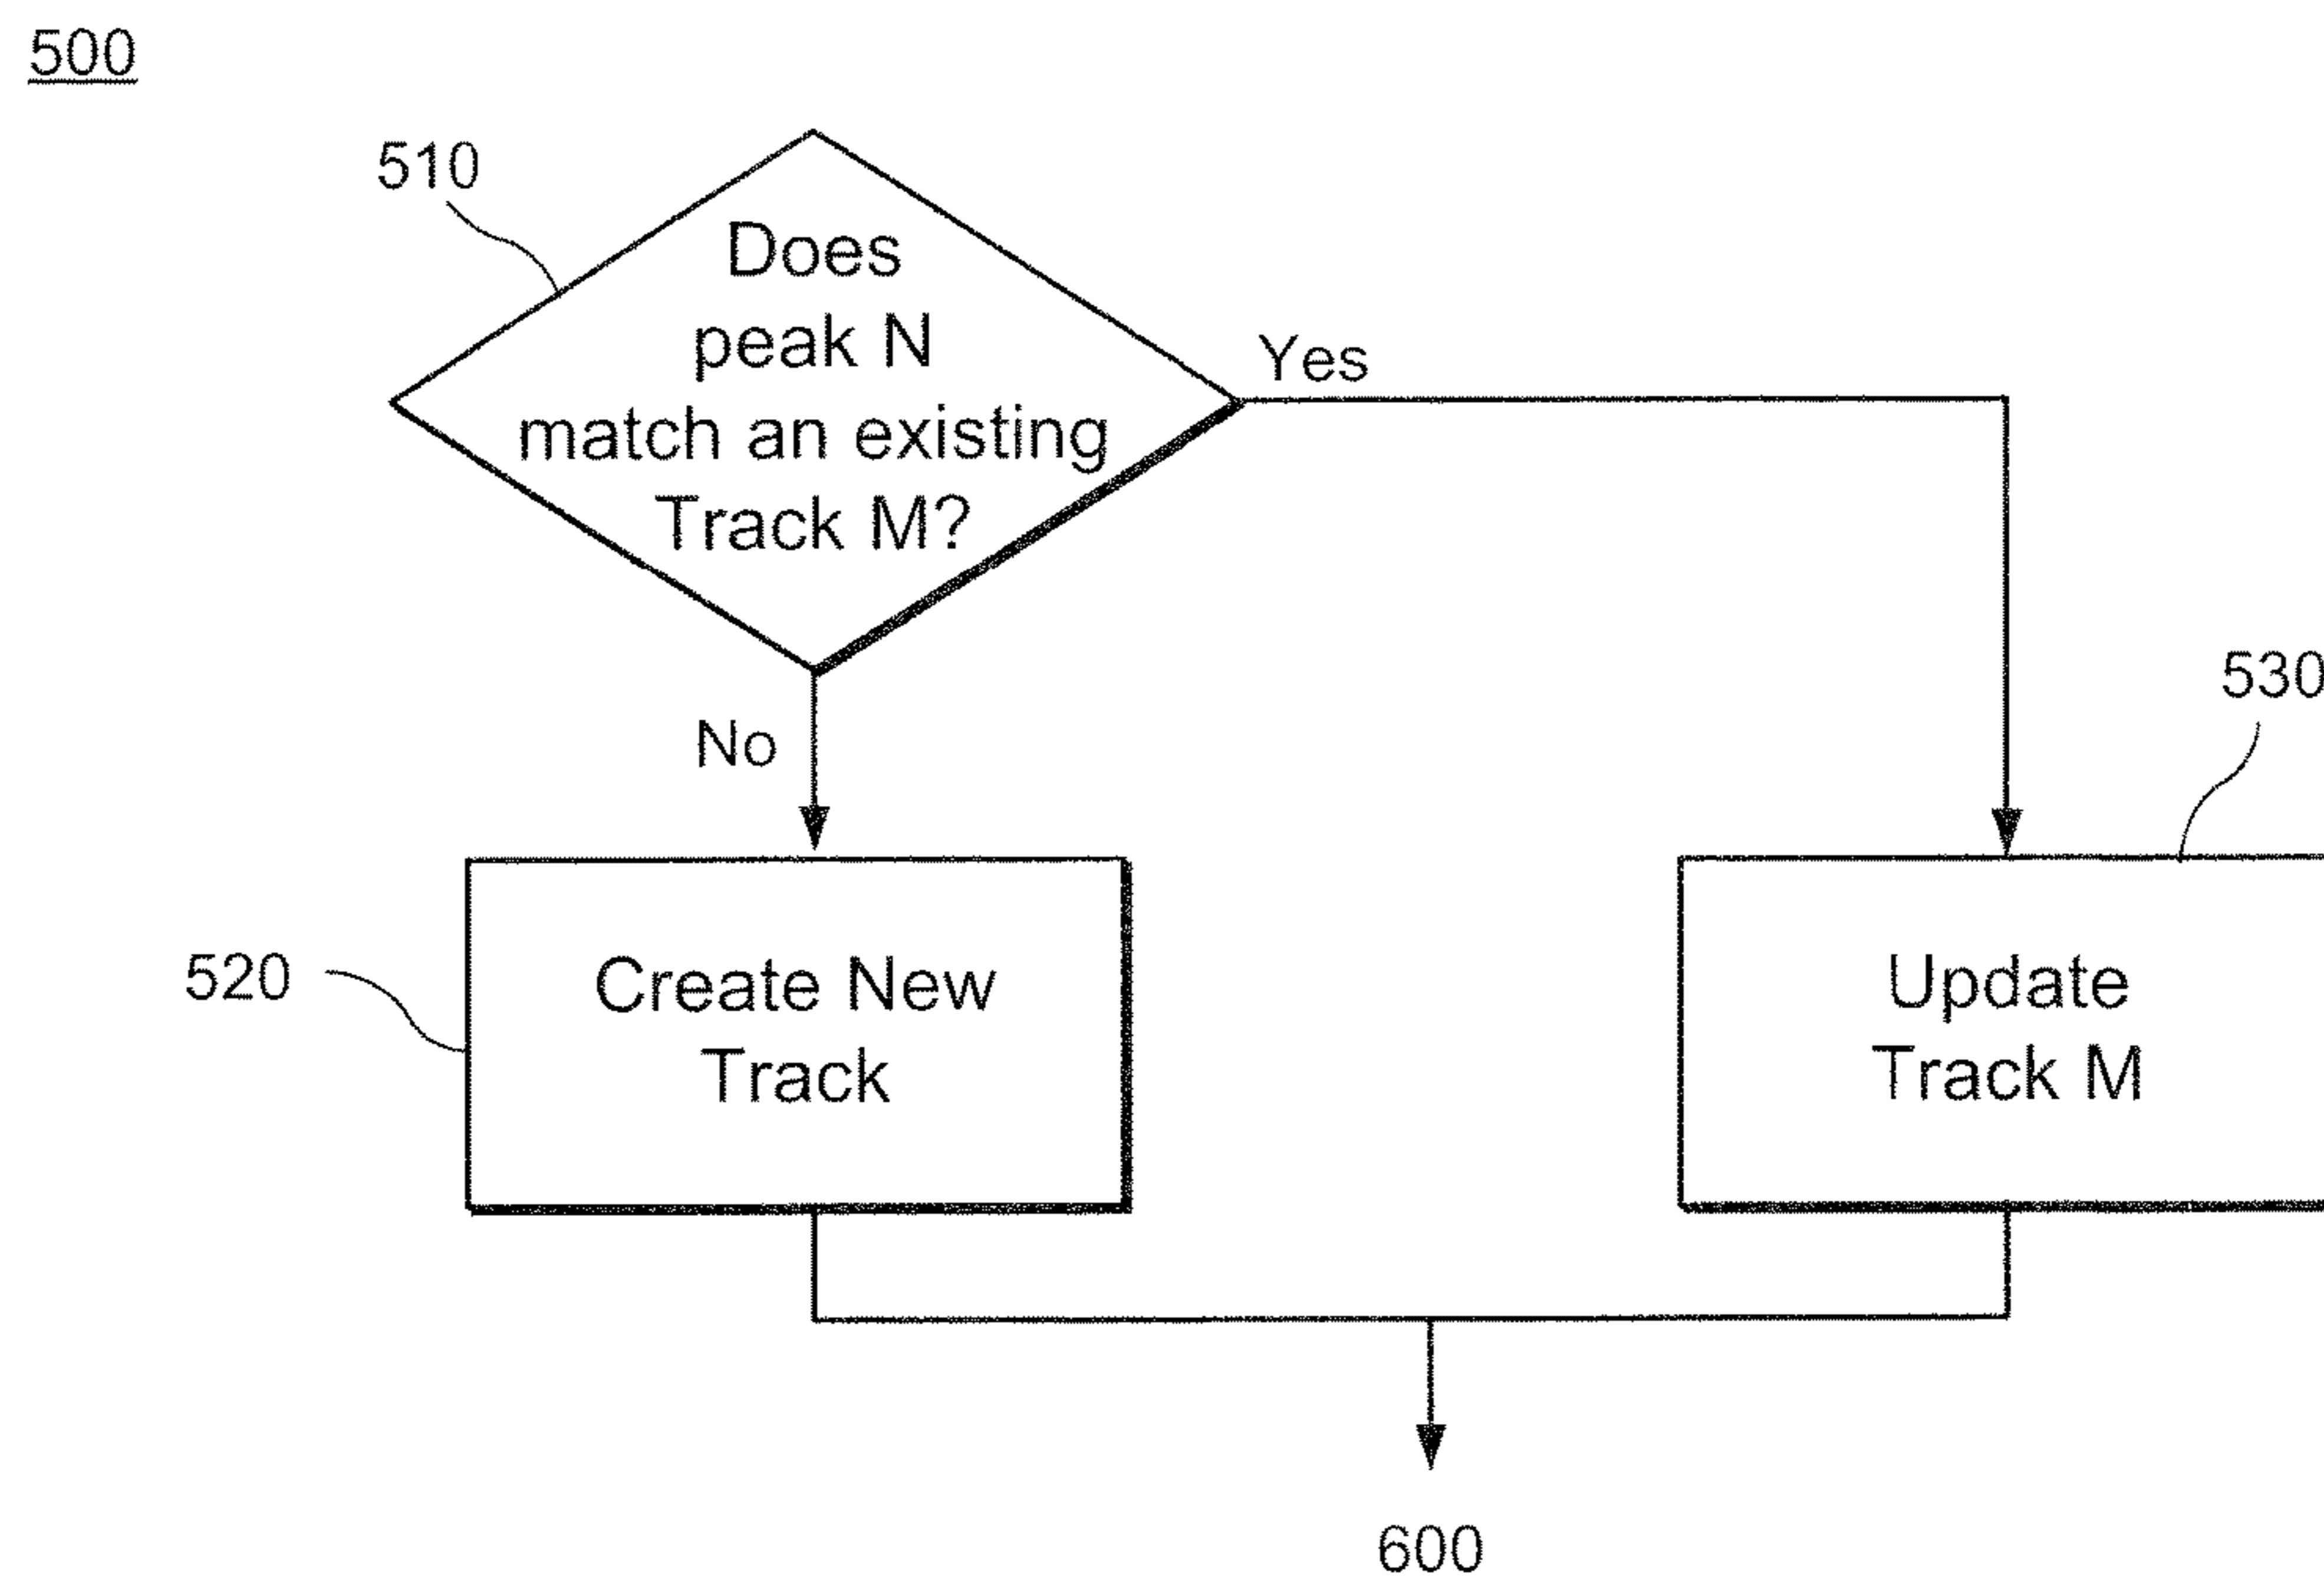 500
510
Does
peak N
match an existing
Track M?
Yes
No
530
520
Create New
Track
Update
Track M
600